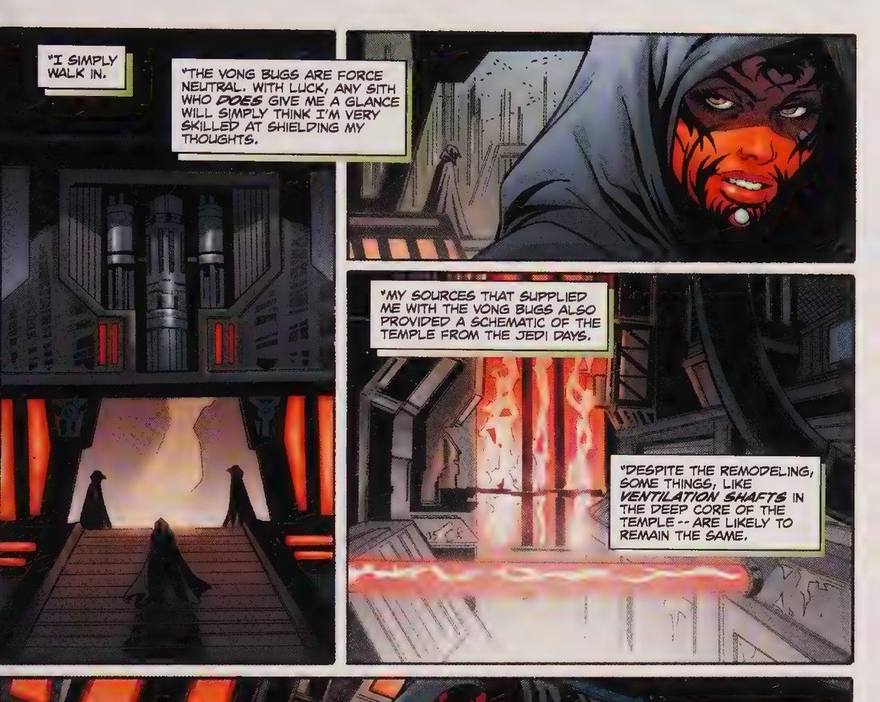 "I SIMPLY
WALK IN.
"THE VONG BUGS ARE FORCE
NEUTRAL. WITH LUCK, ANY SITH
WHO DOES GIVE ME A GLANCE
WILL SIMPLY THINK I'M VERY
SKILLED AT SHIELDING MY
THOUGHTS.
"MY SOURCES THAT SUPPLIED
ME WITH THE VONG BUGS ALSO
PROVIDED A SCHEMATIC OF THE
TEMPLE FROM THE JEDI DAYS.
"DESPITE THE REMODELING,
SOME THINGS, LIKE
VENTILATION SHAFTS IN
THE DEEP CORE OF THE
TEMPLE -- ARE LIKELY TO
REMAIN THE SAME.